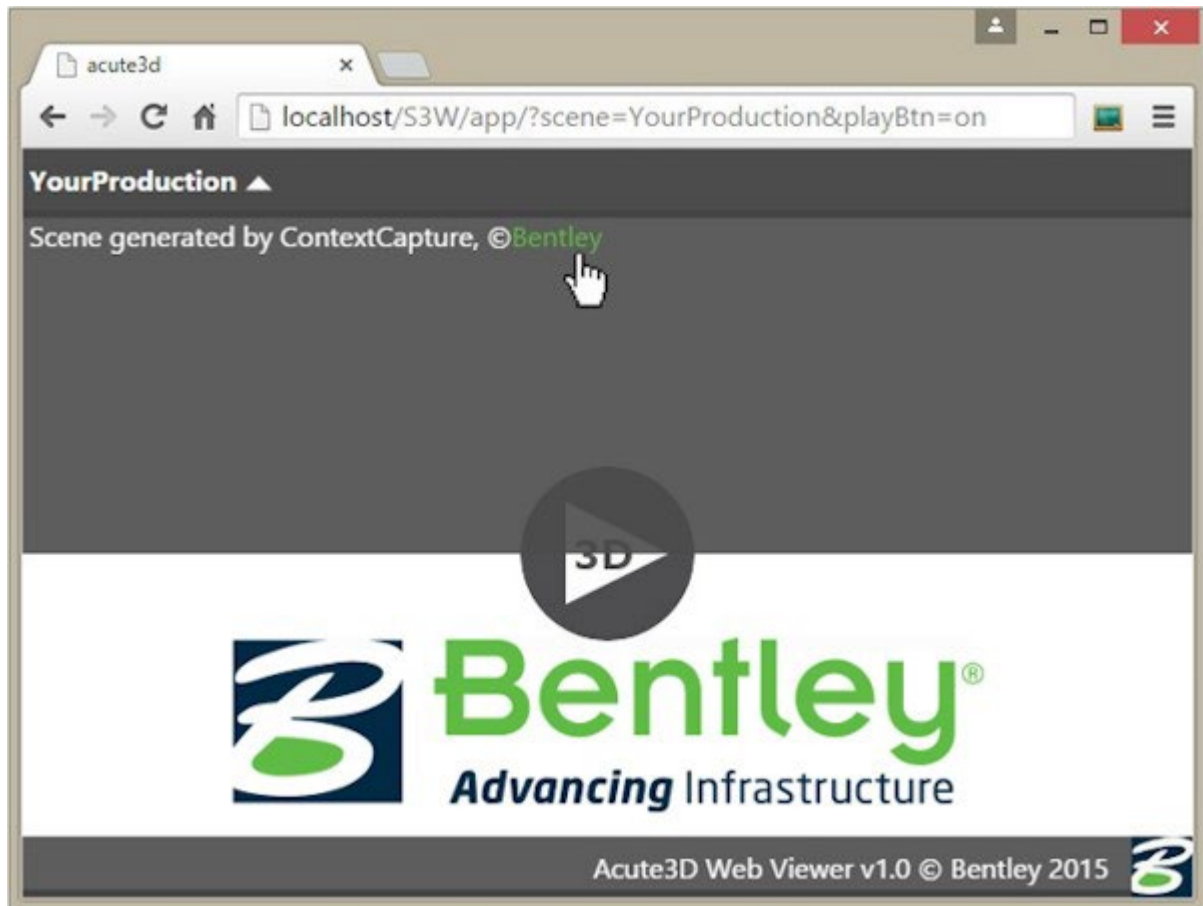 acute3d
localhost/S3W/app/?scene=YourProduction&playBtn=on
YourProduction
Scene generated by ContextCapture, ©Bentley
3D
Bentley®
Advancing Infrastructure
Acute3D Web Viewer v1.0 © Bentley 2015